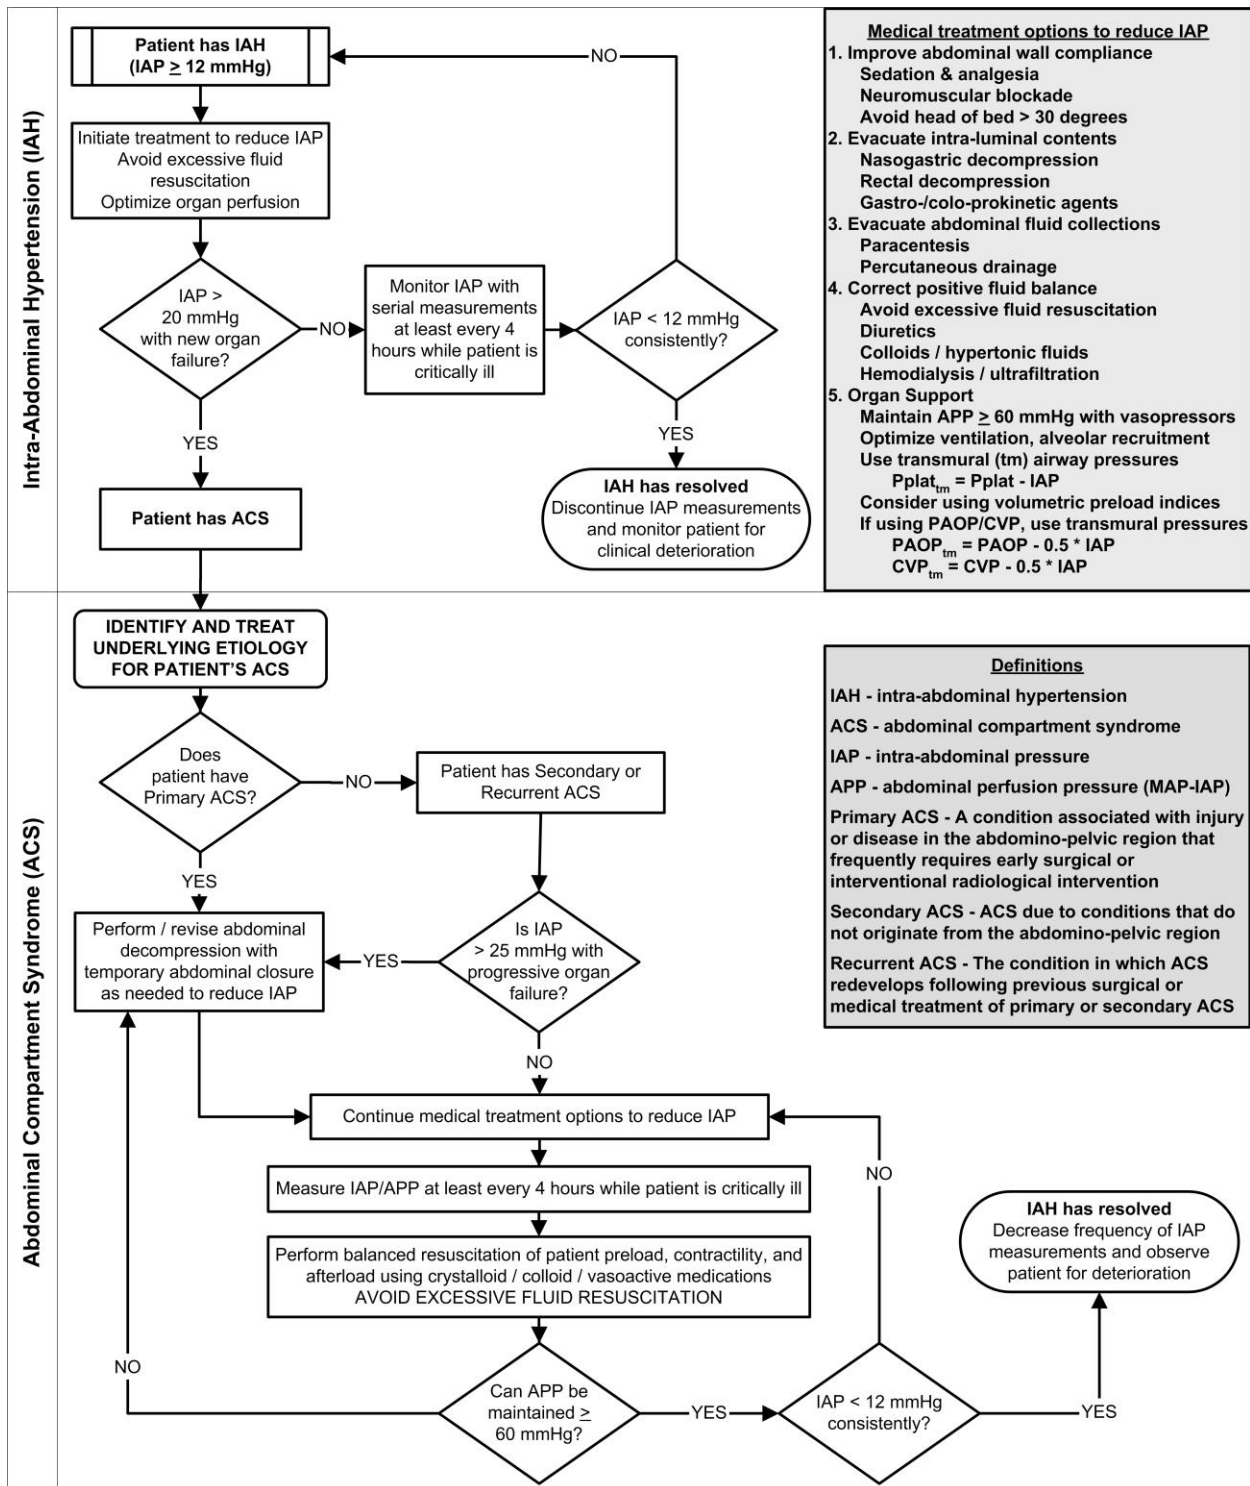 Intra-Abdominal Hypertension (IAH)
Patient has IAH
(IAP ≥ 12 mmHg)
NO
Initiate treatment to reduce IAP
Avoid excessive fluid
resuscitation
Optimize organ perfusion
IAP >
20 mmHg
with new organ
failure?
NO
Monitor IAP with
serial measurements
at least every 4
hours while patient is
critically ill
IAP < 12 mmHg
consistently?
YES
YES
IAH has resolved
Discontinue IAP measurements
and monitor patient for
clinical deterioration
Patient has ACS
Medical treatment options to reduce IAP
1. Improve abdominal wall compliance
Sedation & analgesia
Neuromuscular blockade
Avoid head of bed > 30 degrees
2. Evacuate intra-luminal contents
Nasogastric decompression
Rectal decompression
Gastro-/colo-prokinetic agents
3. Evacuate abdominal fluid collections
Paracentesis
Percutaneous drainage
4. Correct positive fluid balance
Avoid excessive fluid resuscitation
Diuretics
Colloids / hypertonic fluids
Hemodialysis / ultrafiltration
5. Organ Support
Maintain APP ≥ 60 mmHg with vasopressors
Optimize ventilation, alveolar recruitment
Use transmural (tm) airway pressures
Pplat_tm = Pplat - IAP
Consider using volumetric preload indices
If using PAOP/CVP, use transmural pressures
PAOP_tm = PAOP - 0.5 * IAP
CVP_tm = CVP - 0.5 * IAP
Abdominal Compartment Syndrome (ACS)
IDENTIFY AND TREAT
UNDERLYING ETIOLOGY
FOR PATIENT'S ACS
Does
patient have
Primary ACS?
NO
Patient has Secondary or
Recurrent ACS
YES
Perform / revise abdominal
decompression with
temporary abdominal closure
as needed to reduce IAP
YES
Is IAP
> 25 mmHg with
progressive organ
failure?
NO
Continue medical treatment options to reduce IAP
Measure IAP/APP at least every 4 hours while patient is critically ill
Perform balanced resuscitation of patient preload, contractility, and
afterload using crystalloid / colloid / vasoactive medications
AVOID EXCESSIVE FLUID RESUSCITATION
NO
Can APP be
maintained ≥
60 mmHg?
YES
IAP < 12 mmHg
consistently?
NO
YES
IAH has resolved
Decrease frequency of IAP
measurements and observe
patient for deterioration
Definitions
IAH - intra-abdominal hypertension
ACS - abdominal compartment syndrome
IAP - intra-abdominal pressure
APP - abdominal perfusion pressure (MAP-IAP)
Primary ACS - A condition associated with injury
or disease in the abdomino-pelvic region that
frequently requires early surgical or
interventional radiological intervention
Secondary ACS - ACS due to conditions that do
not originate from the abdomino-pelvic region
Recurrent ACS - The condition in which ACS
redevelops following previous surgical or
medical treatment of primary or secondary ACS